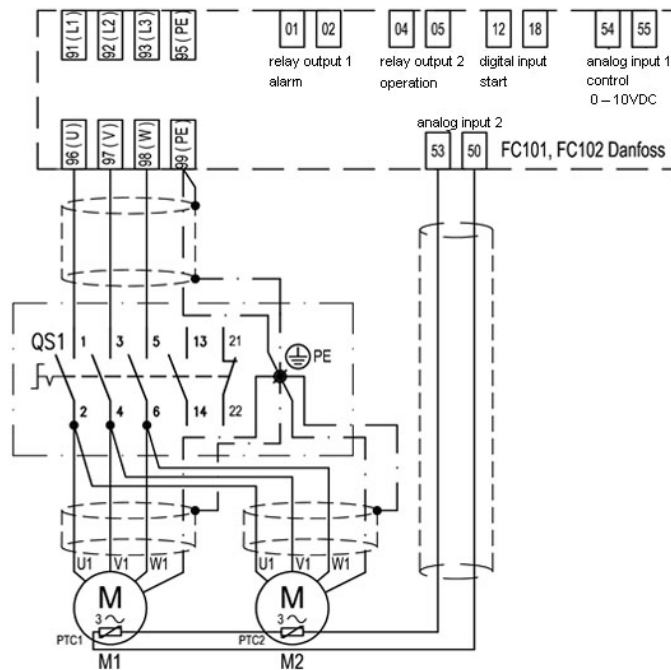 91 (L1) 92 (L2) 93 (L3) 95 (PE)
01 02 04 05 12 18 54 55
relay output 1 relay output 2 digital input analog input 1
alarm operation start control
0 – 10VDC
analog input 2
96 (U) 97 (V) 98 (W) 99 (PE)
53 50 FC101, FC102 Danfoss
QS1 1 3 5 13 21
PE
2 4 6 14 22
U1 V1 W1 U1 V1 W1
M M
3 3
PTC1 PTC2
M1 M2